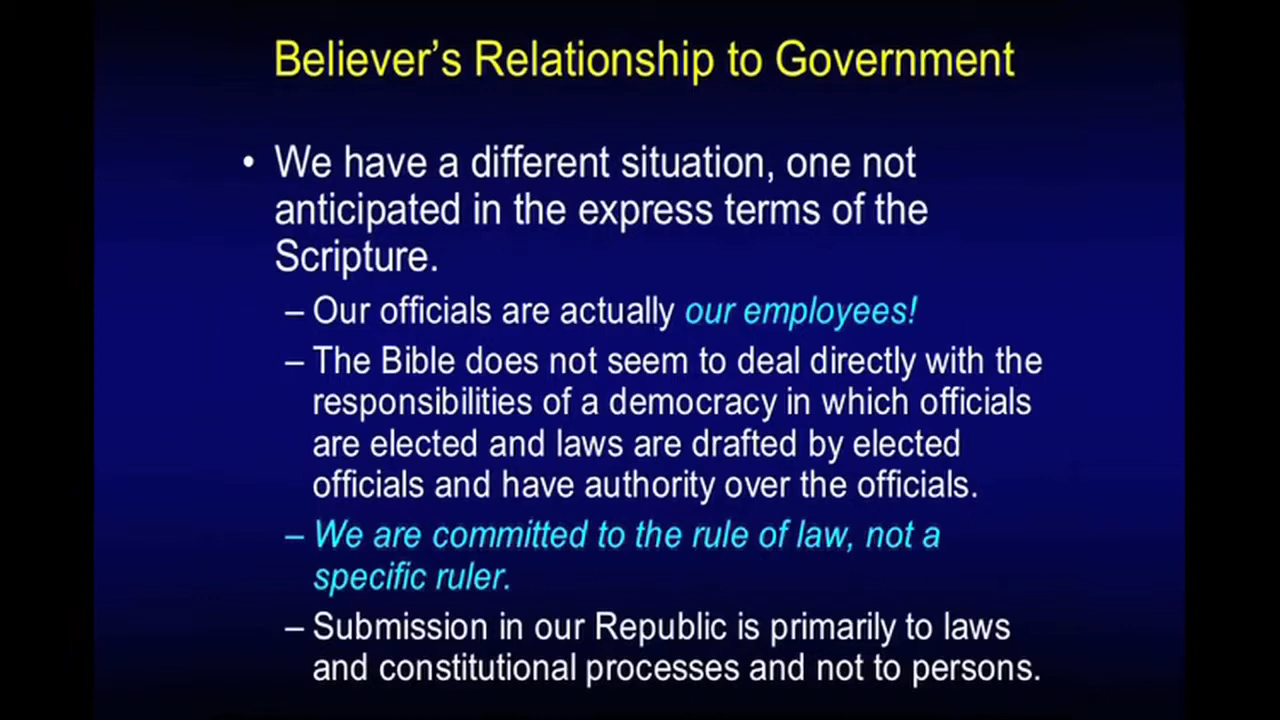 Believer's Relationship to Government
• We have a different situation, one not
anticipated in the express terms of the
Scripture.
– Our officials are actually our employees!
– The Bible does not seem to deal directly with the
responsibilities of a democracy in which officials
are elected and laws are drafted by elected
officials and have authority over the officials.
– We are committed to the rule of law, not a
specific ruler.
– Submission in our Republic is primarily to laws
and constitutional processes and not to persons.